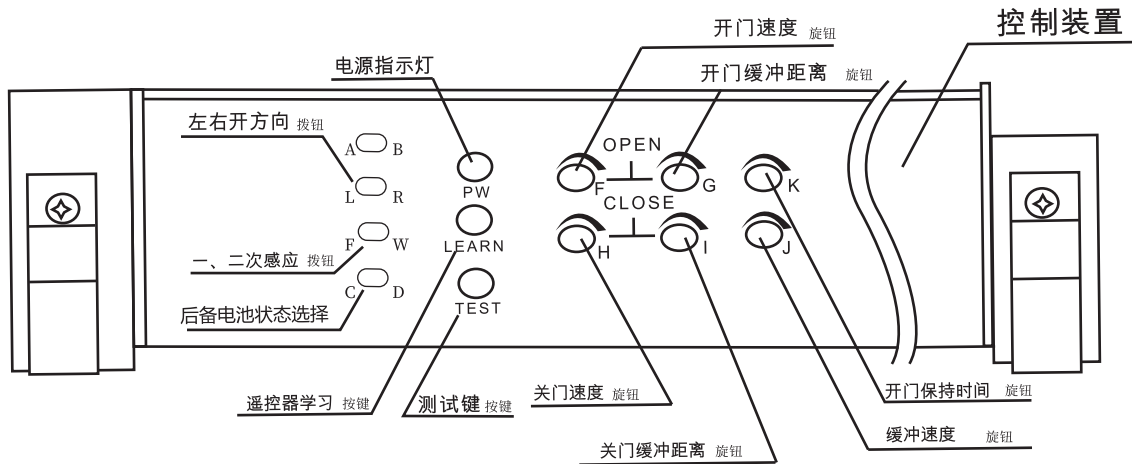 控制装置
开门速度 旋钮
开门缓冲距离 旋钮
电源指示灯
左右开方向 拨钮
A B
L R
F W
C D
一、二次感应 拨钮
后备电池状态选择
PW
LEARN
TEST
OPEN
F G K
CLOSE
H I J
遥控器学习 按键
测试键 按键
关门速度 旋钮
关门缓冲距离 旋钮
开门保持时间 旋钮
缓冲速度 旋钮